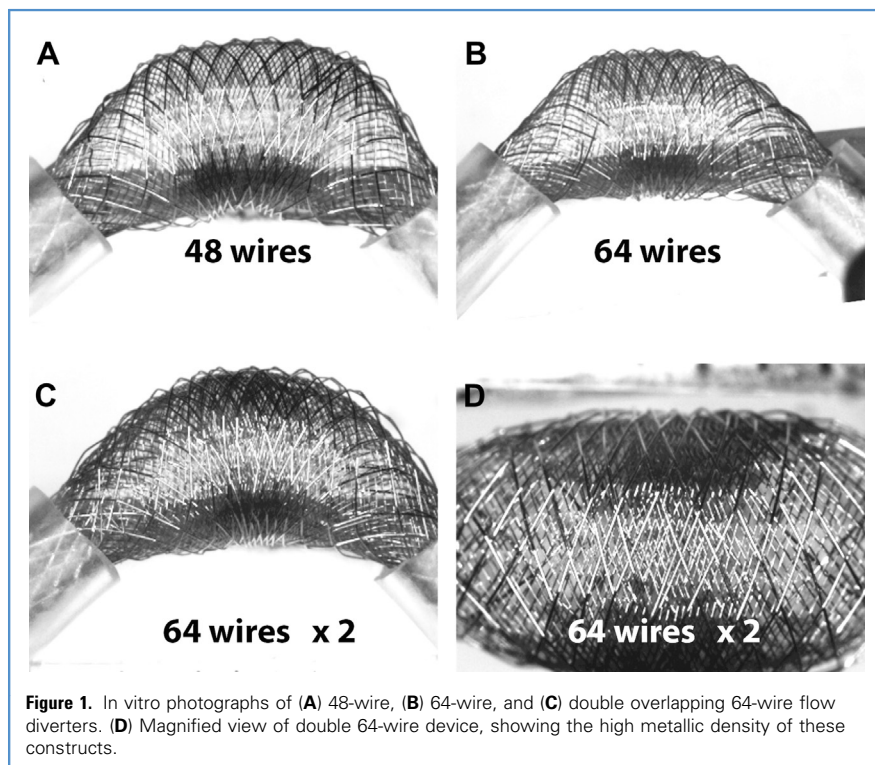 A
B
48 wires
64 wires
C
D
64 wires x 2
64 wires x 2
Figure 1. In vitro photographs of (A) 48-wire, (B) 64-wire, and (C) double overlapping 64-wire flow
diverters. (D) Magnified view of double 64-wire device, showing the high metallic density of these
constructs.